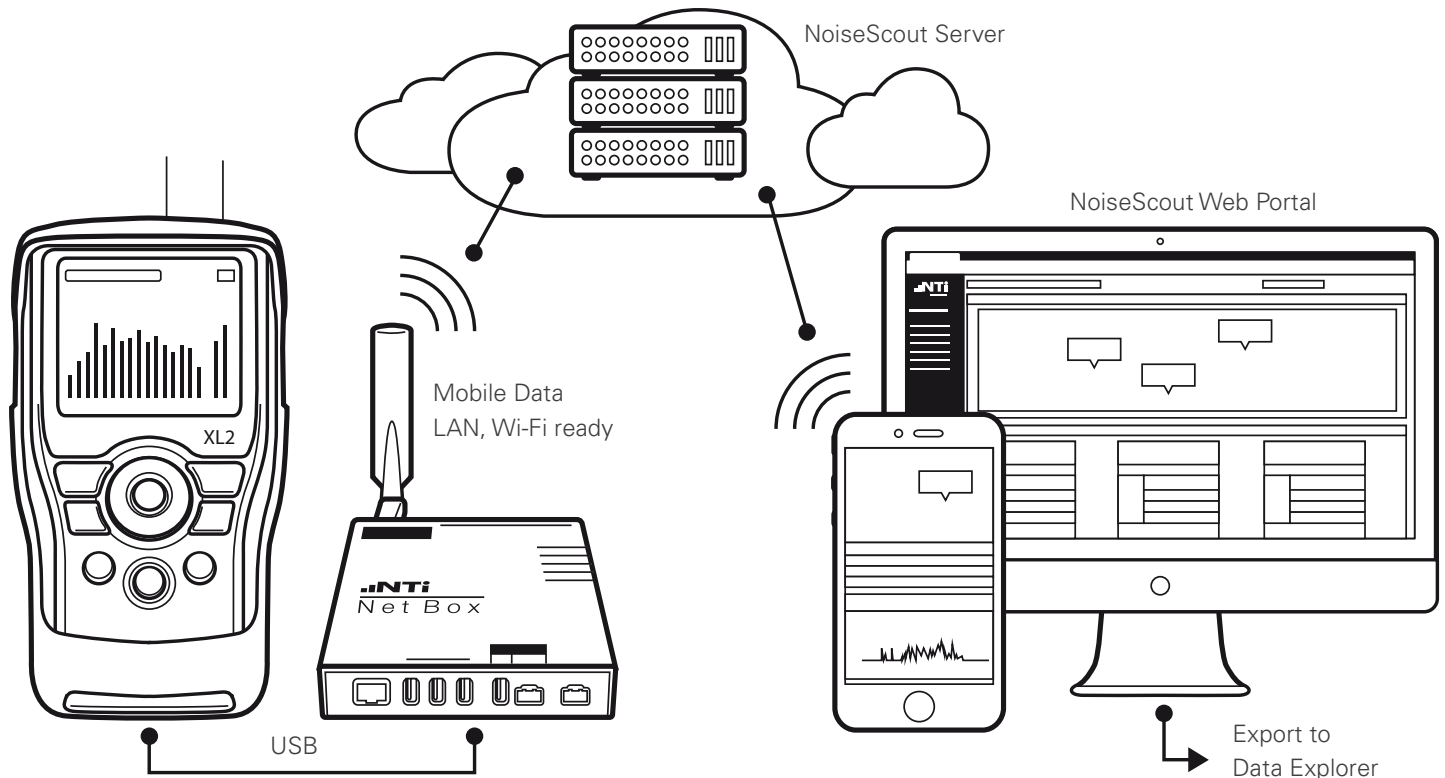 NoiseScout Server
NoiseScout Web Portal
NTi
Mobile Data
LAN, Wi-Fi ready
XL2
NTi
Net Box
USB
Export to
Data Explorer